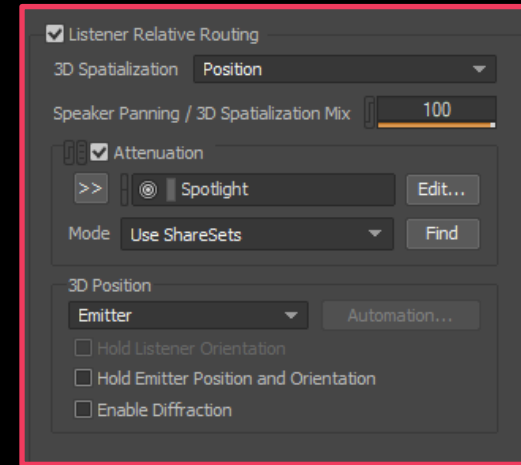 Listener Relative Routing
3D Spatialization Position
Speaker Panning / 3D Spatialization Mix 100
Attenuation
>> Spotlight Edit...
Mode Use ShareSets Find
3D Position
Emitter Automation...
Hold Listener Orientation
Hold Emitter Position and Orientation
Enable Diffraction